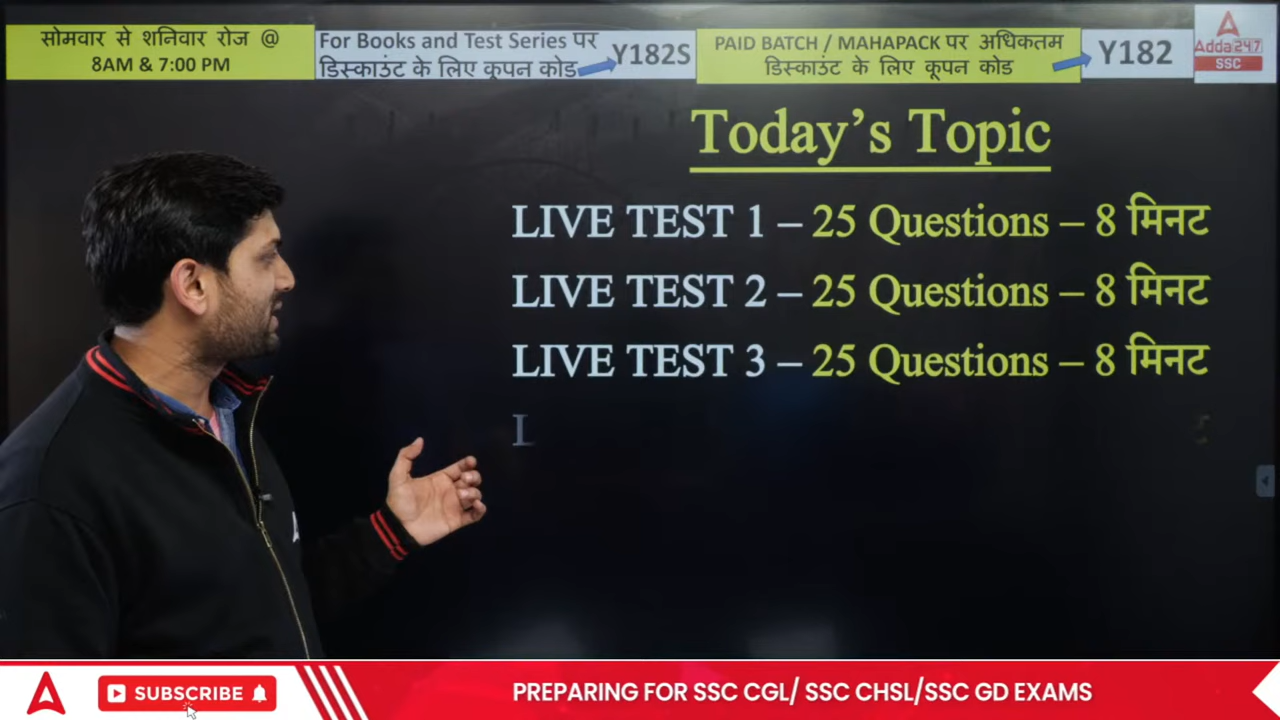 सोमवार से शनिवार रोज @
8AM & 7:00 PM
For Books and Test Series पर
डिस्काउंट के लिए कूपन कोड
Y182S
PAID BATCH / MAHAPACK पर अधिकतम
डिस्काउंट के लिए कूपन कोड
Y182
Adda247
SSC
Today's Topic
LIVE TEST 1 – 25 Questions – 8 मिनट
LIVE TEST 2 – 25 Questions – 8 मिनट
LIVE TEST 3 – 25 Questions – 8 मिनट
L
SUBSCRIBE
PREPARING FOR SSC CGL/ SSC CHSL/SSC GD EXAMS